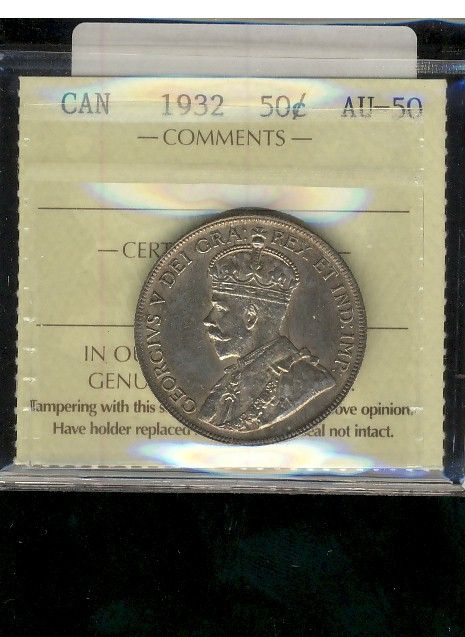 CAN 1932 50¢ AU-50
— COMMENTS —
— CERT
IN OU
GENU
Tampering with this s ove opinion.
Have holder replaced eal not intact.
GEORGIVS V DEI GRA: REX ET IND: IMP: